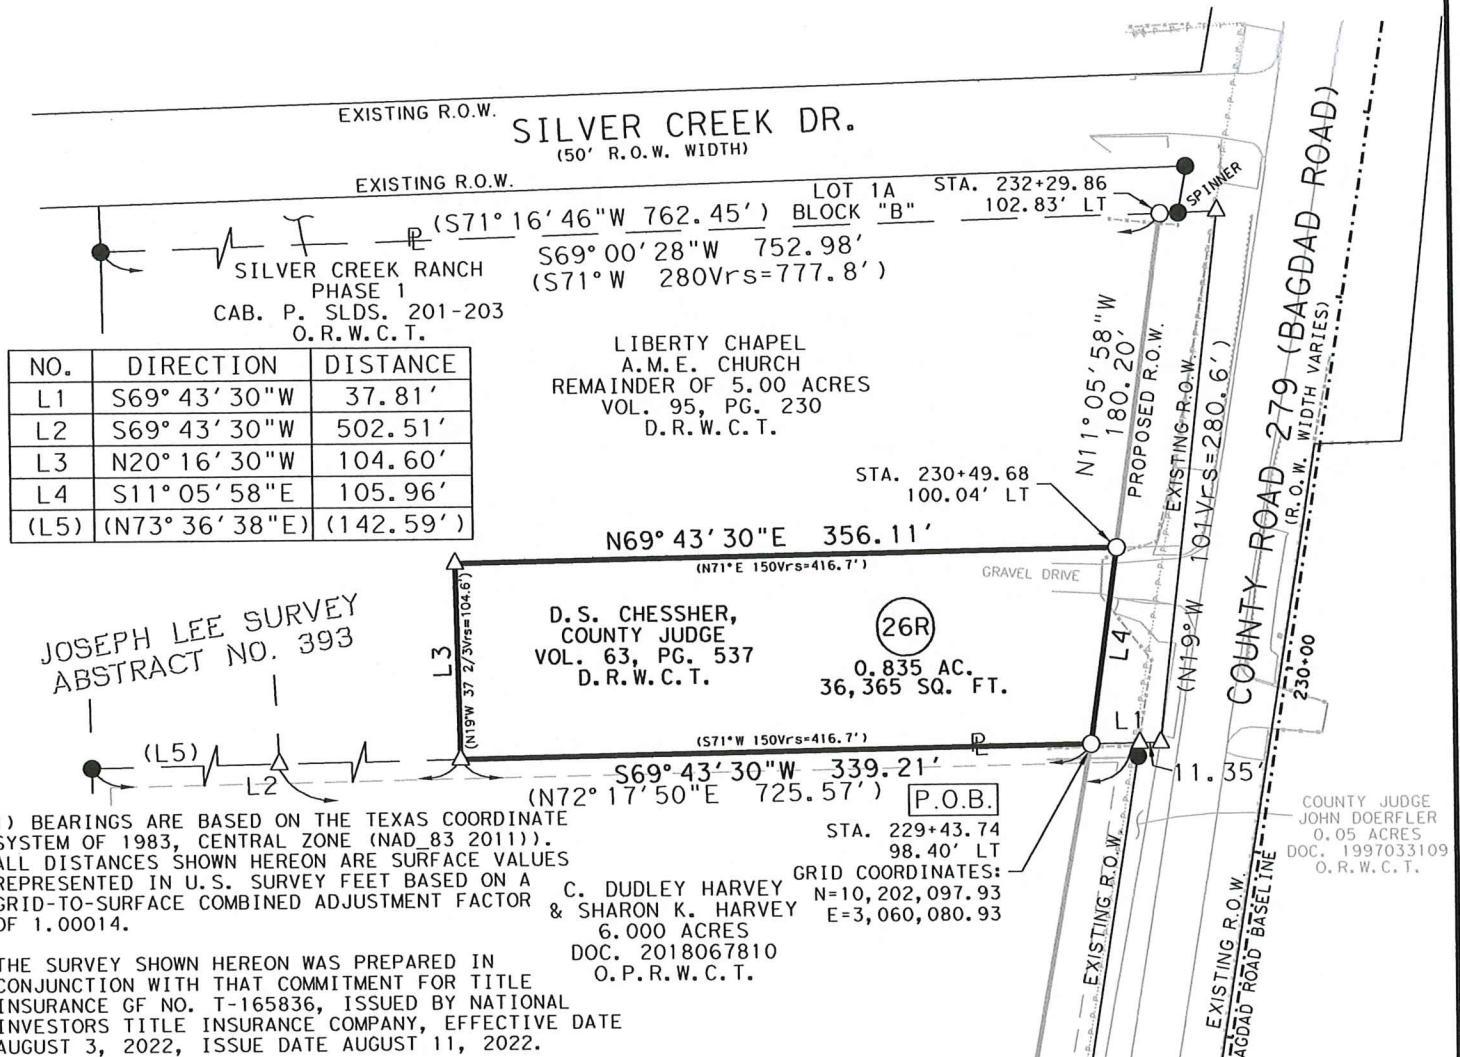 EXISTING R.O.W.
SILVER CREEK DR.
(50' R.O.W. WIDTH)
EXISTING R.O.W.
LOT 1A
BLOCK "B"
STA. 232+29.86
102.83' LT
SPINNER
(S71°16'46"W 762.45')
S69°00'28"W 752.98'
(S71°W 280Vrs=777.8')
PL
SILVER CREEK RANCH
PHASE 1
CAB. P. SLDS. 201-203
O.R.W.C.T.
NO. DIRECTION DISTANCE
L1 S69°43'30"W 37.81'
L2 S69°43'30"W 502.51'
L3 N20°16'30"W 104.60'
L4 S11°05'58"E 105.96'
(L5) (N73°36'38"E) (142.59')
LIBERTY CHAPEL
A.M.E. CHURCH
REMAINDER OF 5.00 ACRES
VOL. 95, PG. 230
D.R.W.C.T.
N11°05'58"W
180.20'
PROPOSED R.O.W.
EXISTING R.O.W.
(N19°W 101Vrs=280.6')
COUNTY ROAD 279 (BAGDAD ROAD)
(R.O.W. WIDTH VARIES)
230+00
STA. 230+49.68
100.04' LT
N69°43'30"E 356.11'
(N71°E 150Vrs=416.7')
GRAVEL DRIVE
JOSEPH LEE SURVEY
ABSTRACT NO. 393
L3
(N19°W 37 2/3Vrs=104.6')
D.S. CHESSHER,
COUNTY JUDGE
VOL. 63, PG. 537
D.R.W.C.T.
26R
0.835 AC.
36,365 SQ. FT.
L4
L1
(L5)
L2
(S71°W 150Vrs=416.7')
PL
S69°43'30"W 339.21'
(N72°17'50"E 725.57')
P.O.B.
STA. 229+43.74
98.40' LT
GRID COORDINATES:
N=10,202,097.93
E=3,060,080.93
11.35'
COUNTY JUDGE
JOHN DOERFLER
0.05 ACRES
DOC. 1997033109
O.R.W.C.T.
C. DUDLEY HARVEY
& SHARON K. HARVEY
6.000 ACRES
DOC. 2018067810
O.P.R.W.C.T.
EXISTING R.O.W.
EXISTING R.O.W.
AGDAD ROAD BASELINE
) BEARINGS ARE BASED ON THE TEXAS COORDINATE
SYSTEM OF 1983, CENTRAL ZONE (NAD_83 2011)).
ALL DISTANCES SHOWN HEREON ARE SURFACE VALUES
REPRESENTED IN U.S. SURVEY FEET BASED ON A
GRID-TO-SURFACE COMBINED ADJUSTMENT FACTOR
OF 1.00014.
THE SURVEY SHOWN HEREON WAS PREPARED IN
CONJUNCTION WITH THAT COMMITMENT FOR TITLE
INSURANCE GF NO. T-165836, ISSUED BY NATIONAL
INVESTORS TITLE INSURANCE COMPANY, EFFECTIVE DATE
AUGUST 3, 2022, ISSUE DATE AUGUST 11, 2022.